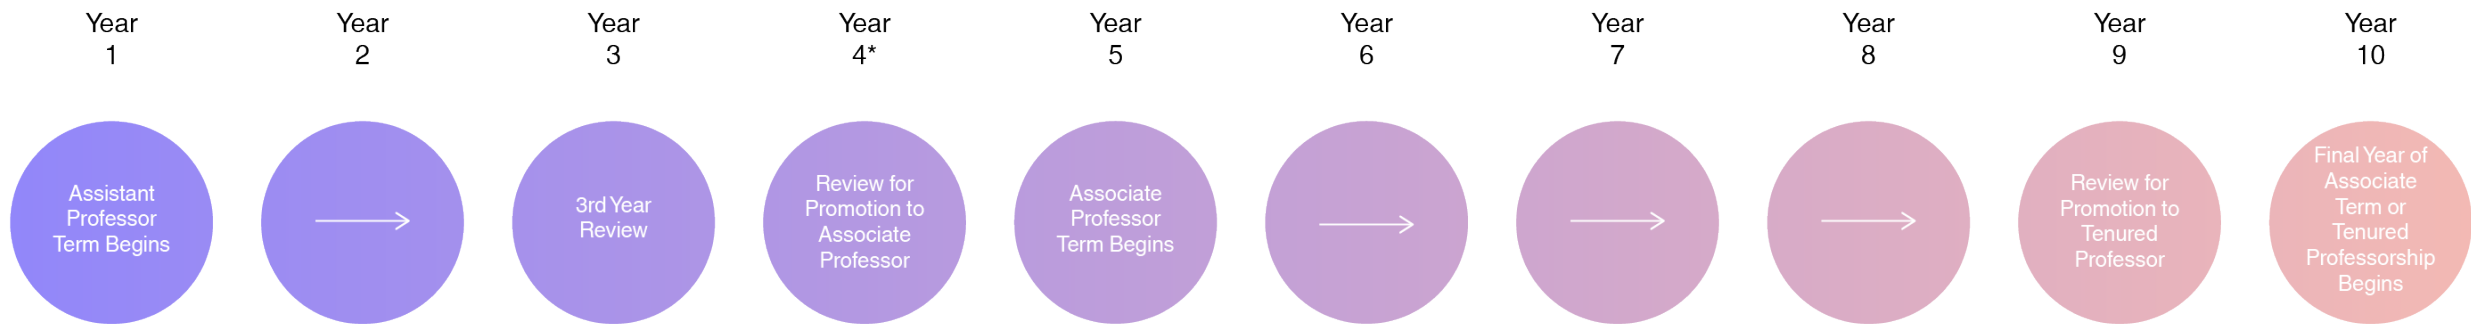 Year
1
Year
2
Year
3
Year
4*
Year
5
Year
6
Year
7
Year
8
Year
9
Year
10
Assistant
Professor
Term Begins
3rd Year
Review
Review for
Promotion to
Associate
Professor
Associate
Professor
Term Begins
Review for
Promotion to
Tenured
Professor
Final Year of
Associate
Term or
Tenured
Professorship
Begins